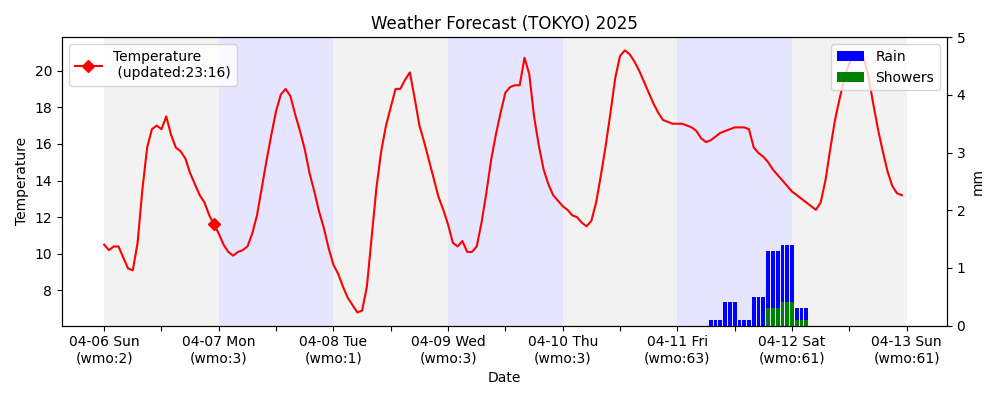 Weather Forecast (TOKYO) 2025
Temperature
(updated:23:16)
Rain
Showers
Temperature
20
18
16
14
12
10
8
5
4
3
2
1
0
mm
04-06 Sun
(wmo:2)
04-07 Mon
(wmo:3)
04-08 Tue
(wmo:1)
04-09 Wed
(wmo:3)
04-10 Thu
(wmo:3)
04-11 Fri
(wmo:63)
04-12 Sat
(wmo:61)
04-13 Sun
(wmo:61)
Date